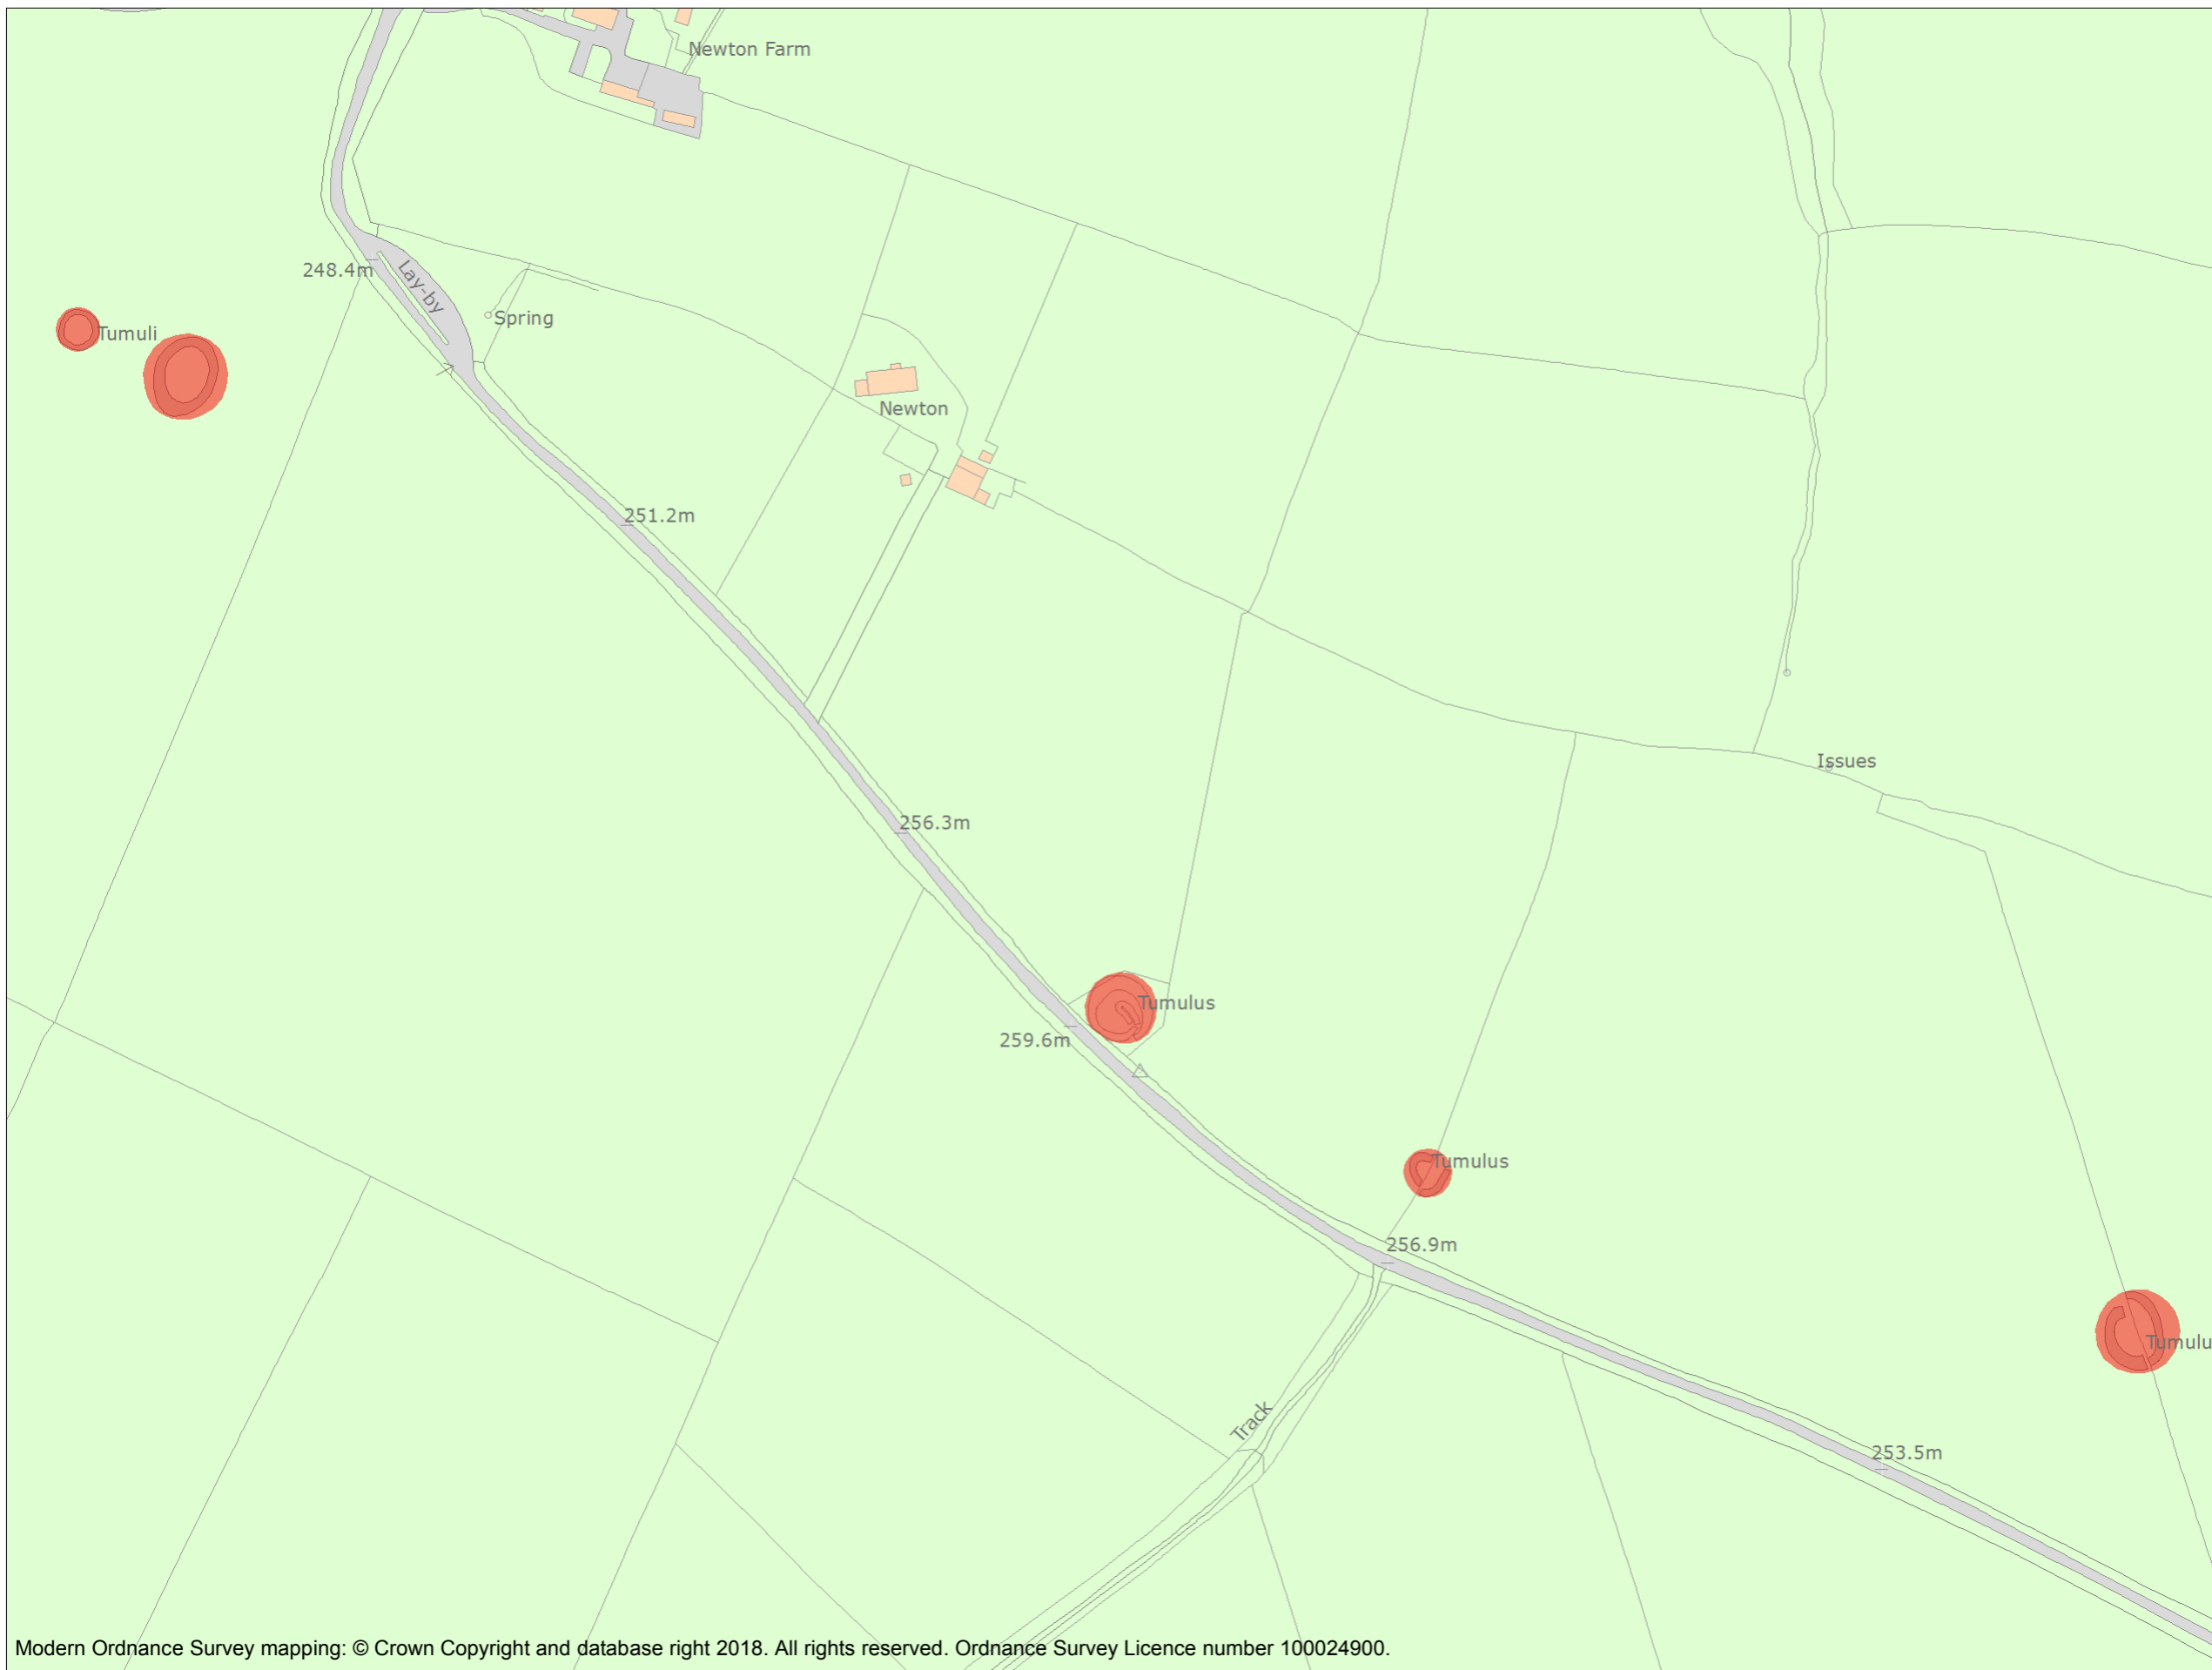 Newton Farm
248.4m
Lay-by
Spring
Tumuli
Newton
251.2m
Issues
256.3m
Tumulus
259.6m
Tumulus
256.9m
Tumulu
Track
253.5m
Modern Ordnance Survey mapping: © Crown Copyright and database right 2018. All rights reserved. Ordnance Survey Licence number 100024900.